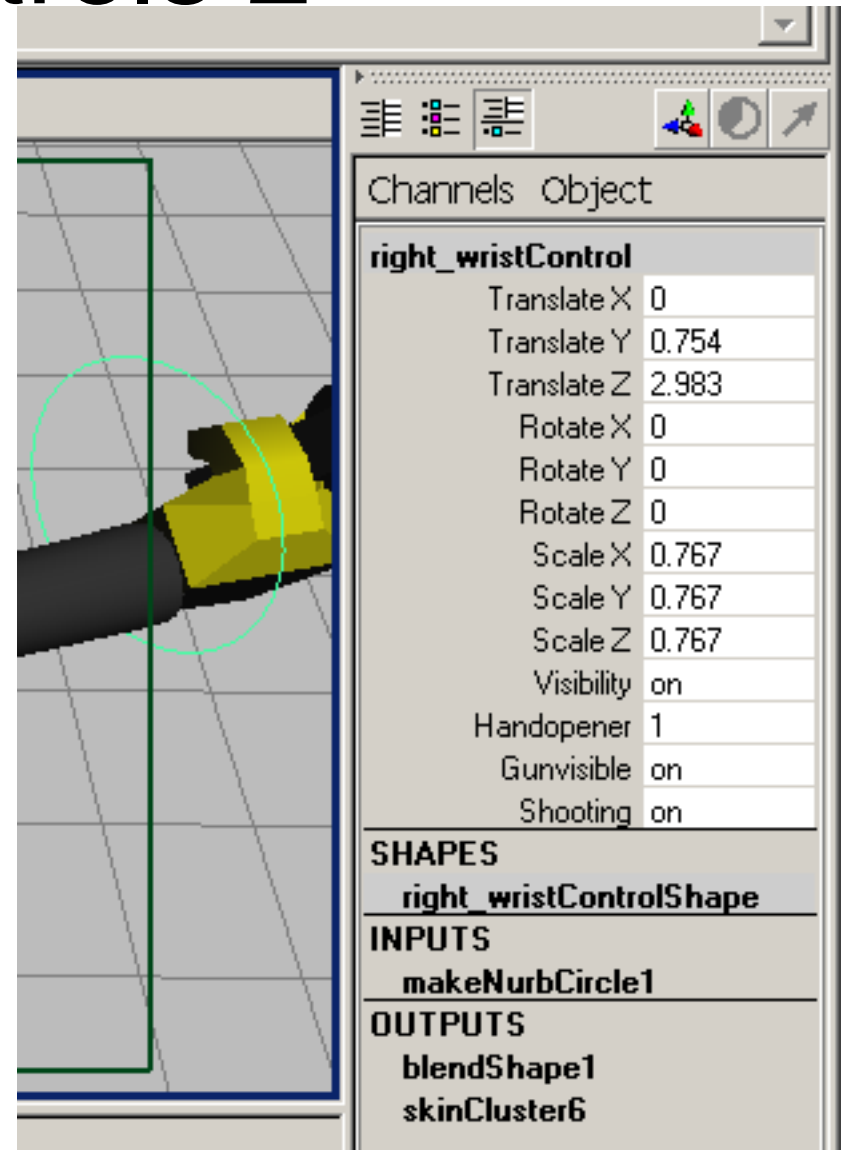 Channels Object
right_wristControl
Translate X 0
Translate Y 0.754
Translate Z 2.983
Rotate X 0
Rotate Y 0
Rotate Z 0
Scale X 0.767
Scale Y 0.767
Scale Z 0.767
Visibility on
Handopener 1
Gunvisible on
Shooting on
SHAPES
right_wristControlShape
INPUTS
makeNurbCircle1
OUTPUTS
blendShape1
skinCluster6